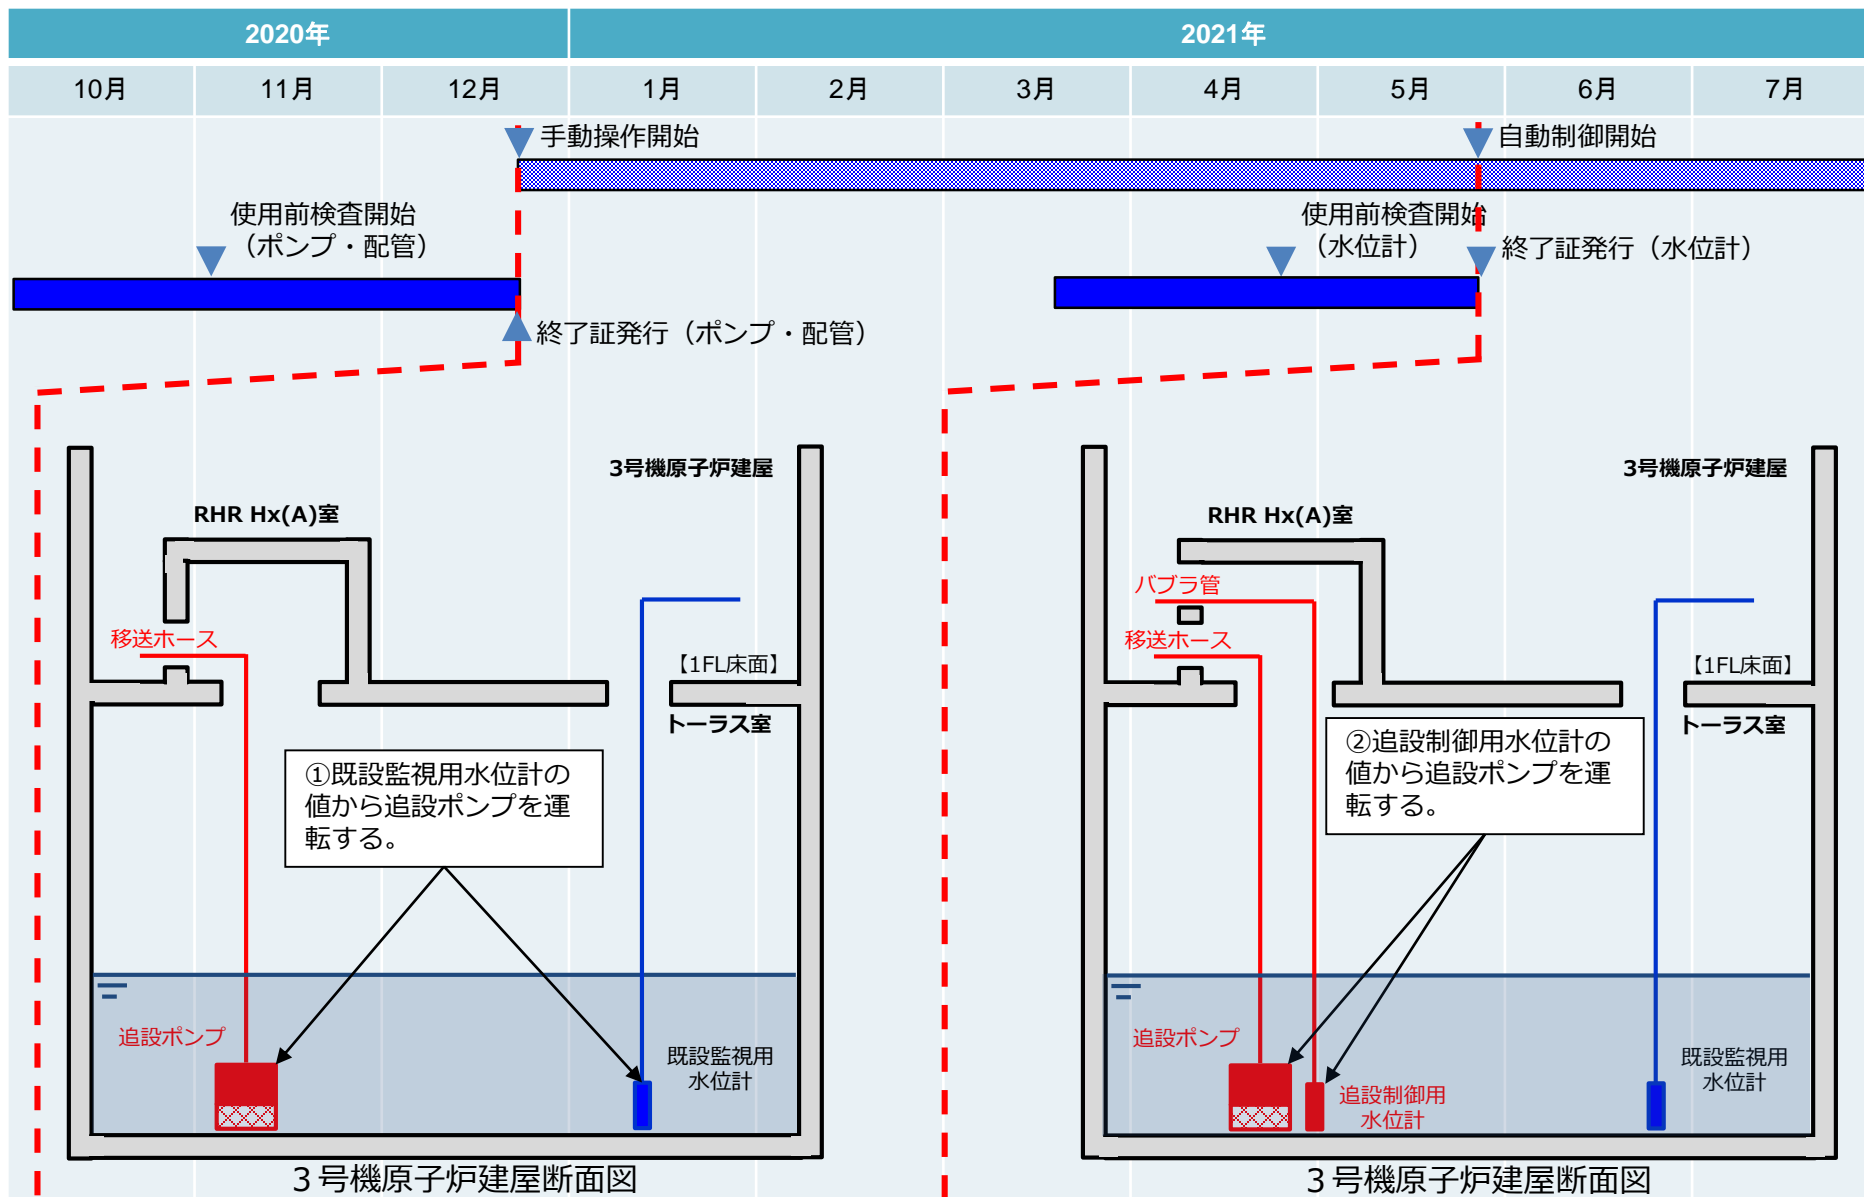 2020年
2021年
10月
11月
12月
1月
2月
3月
4月
5月
6月
7月
手動操作開始
自動制御開始
使用前検査開始
（ポンプ・配管）
使用前検査開始
（水位計）
終了証発行（水位計）
終了証発行（ポンプ・配管）
3号機原子炉建屋
RHR Hx(A)室
移送ホース
【1FL床面】
トーラス室
①既設監視用水位計の
値から追設ポンプを運
転する。
追設ポンプ
既設監視用
水位計
３号機原子炉建屋断面図
3号機原子炉建屋
RHR Hx(A)室
バブラ管
移送ホース
【1FL床面】
トーラス室
②追設制御用水位計の
値から追設ポンプを運
転する。
追設ポンプ
追設制御用
水位計
既設監視用
水位計
３号機原子炉建屋断面図